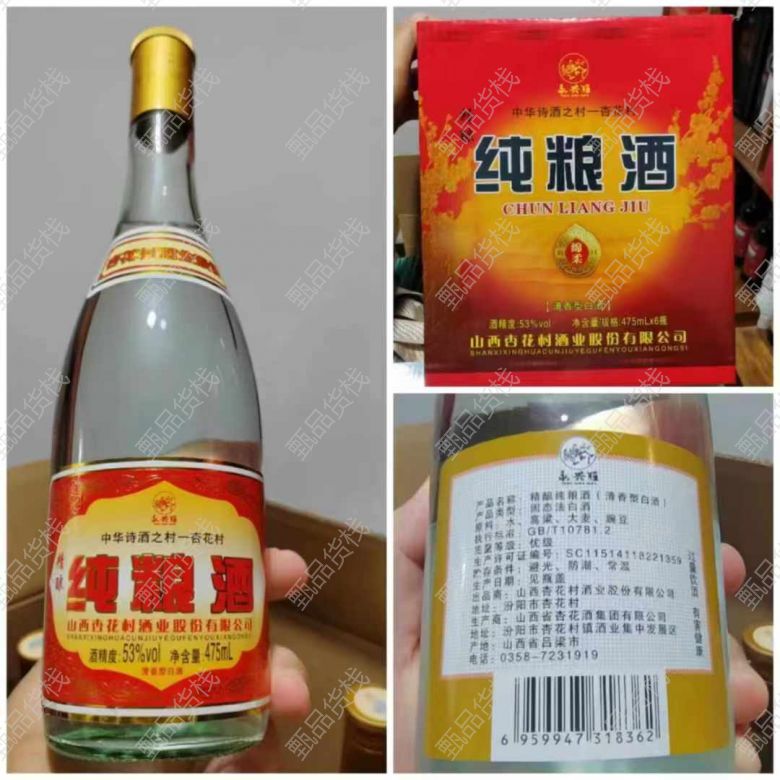 中华诗酒之村一杏花村
精酿
纯粮酒
山西杏花村酒业股份有限公司
酒精度:53%vol 净含量:475mL
清香型白酒
中华诗酒之村一杏花村
纯粮酒
CHUN LIANG JIU
绵柔
【清香型白酒】
酒精度:53%vol 净含量/规格:475mLx6瓶
山西杏花村酒业股份有限公司
SHANXIXINGHUACUNJIUYEGUFENYOUXIANGONGSI
产品名称:精酿纯粮酒(清香型白酒)
产品类型:固态法白酒
原料:水、高粱、大麦、豌豆
执行标准:GB/T10781.2
质量等级:优级
生产许可证编号:SC11514118221359
贮存条件:避光、防潮、常温
生产日期:见瓶盖
出品商:山西杏花村酒业股份有限公司
地址:汾阳市杏花村
生产商:山西省杏花酒集团有限公司
地址:汾阳市杏花村镇酒业集中发展区
产地:山西省吕梁市
电话:0358-7231919
过量饮酒 有害健康
6 959947 318362
甄品货栈